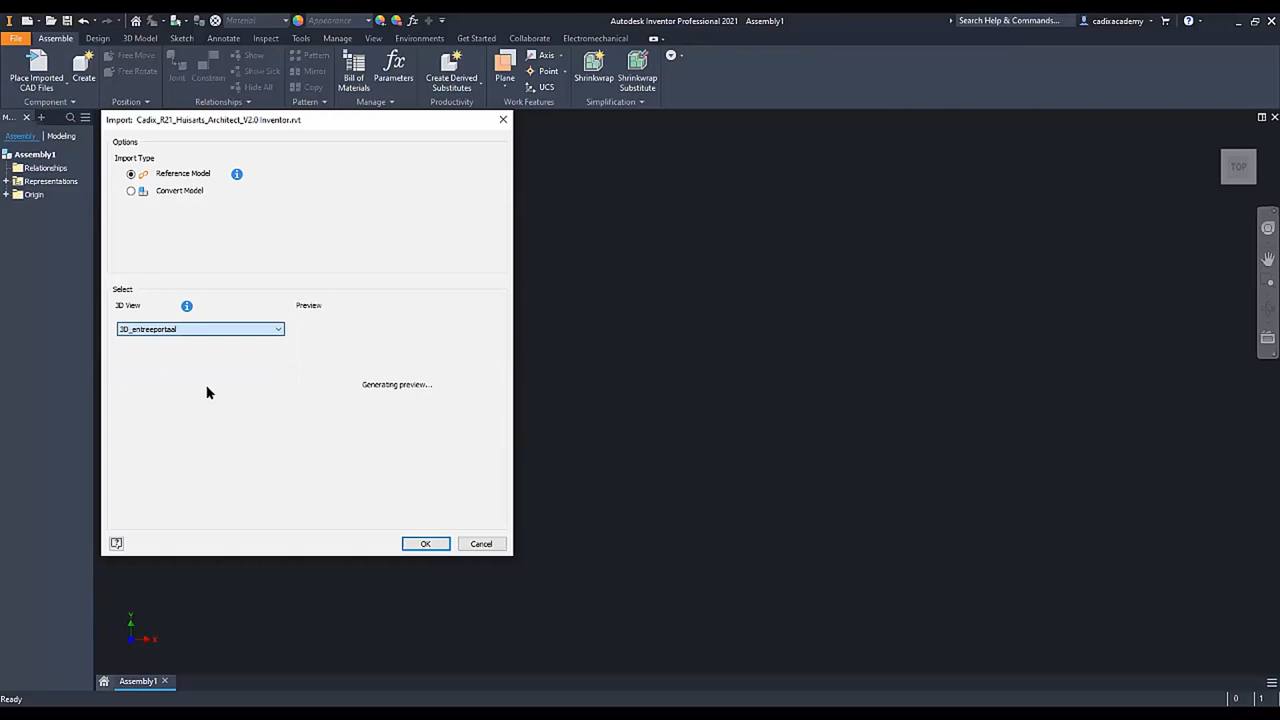 Material
Appearance
Autodesk Inventor Professional 2021 Assembly1
Search Help & Commands...
cadixacademy
File
Assemble
Design
3D Model
Sketch
Annotate
Inspect
Tools
Manage
View
Environments
Get Started
Collaborate
Electromechanical
Place Imported
CAD Files
Create
Free Move
Free Rotate
Joint
Constrain
Show
Show Sick
Hide All
Pattern
Mirror
Copy
Bill of
Materials
fx
Parameters
Create Derived
Substitutes
Plane
Axis
Point
UCS
Shrinkwrap
Shrinkwrap
Substitute
Component
Position
Relationships
Pattern
Manage
Productivity
Work Features
Simplification
M...
Assembly
Modeling
Assembly1
Relationships
Representations
Origin
Import: Cadix_R21_Huisarts_Architect_V2.0 Inventor.rvt
Options
Import Type
Reference Model
Convert Model
Select
3D View
Preview
3D_entreeportaal
Generating preview...
OK
Cancel
TOP
Y
X
Assembly1
Ready
0
1